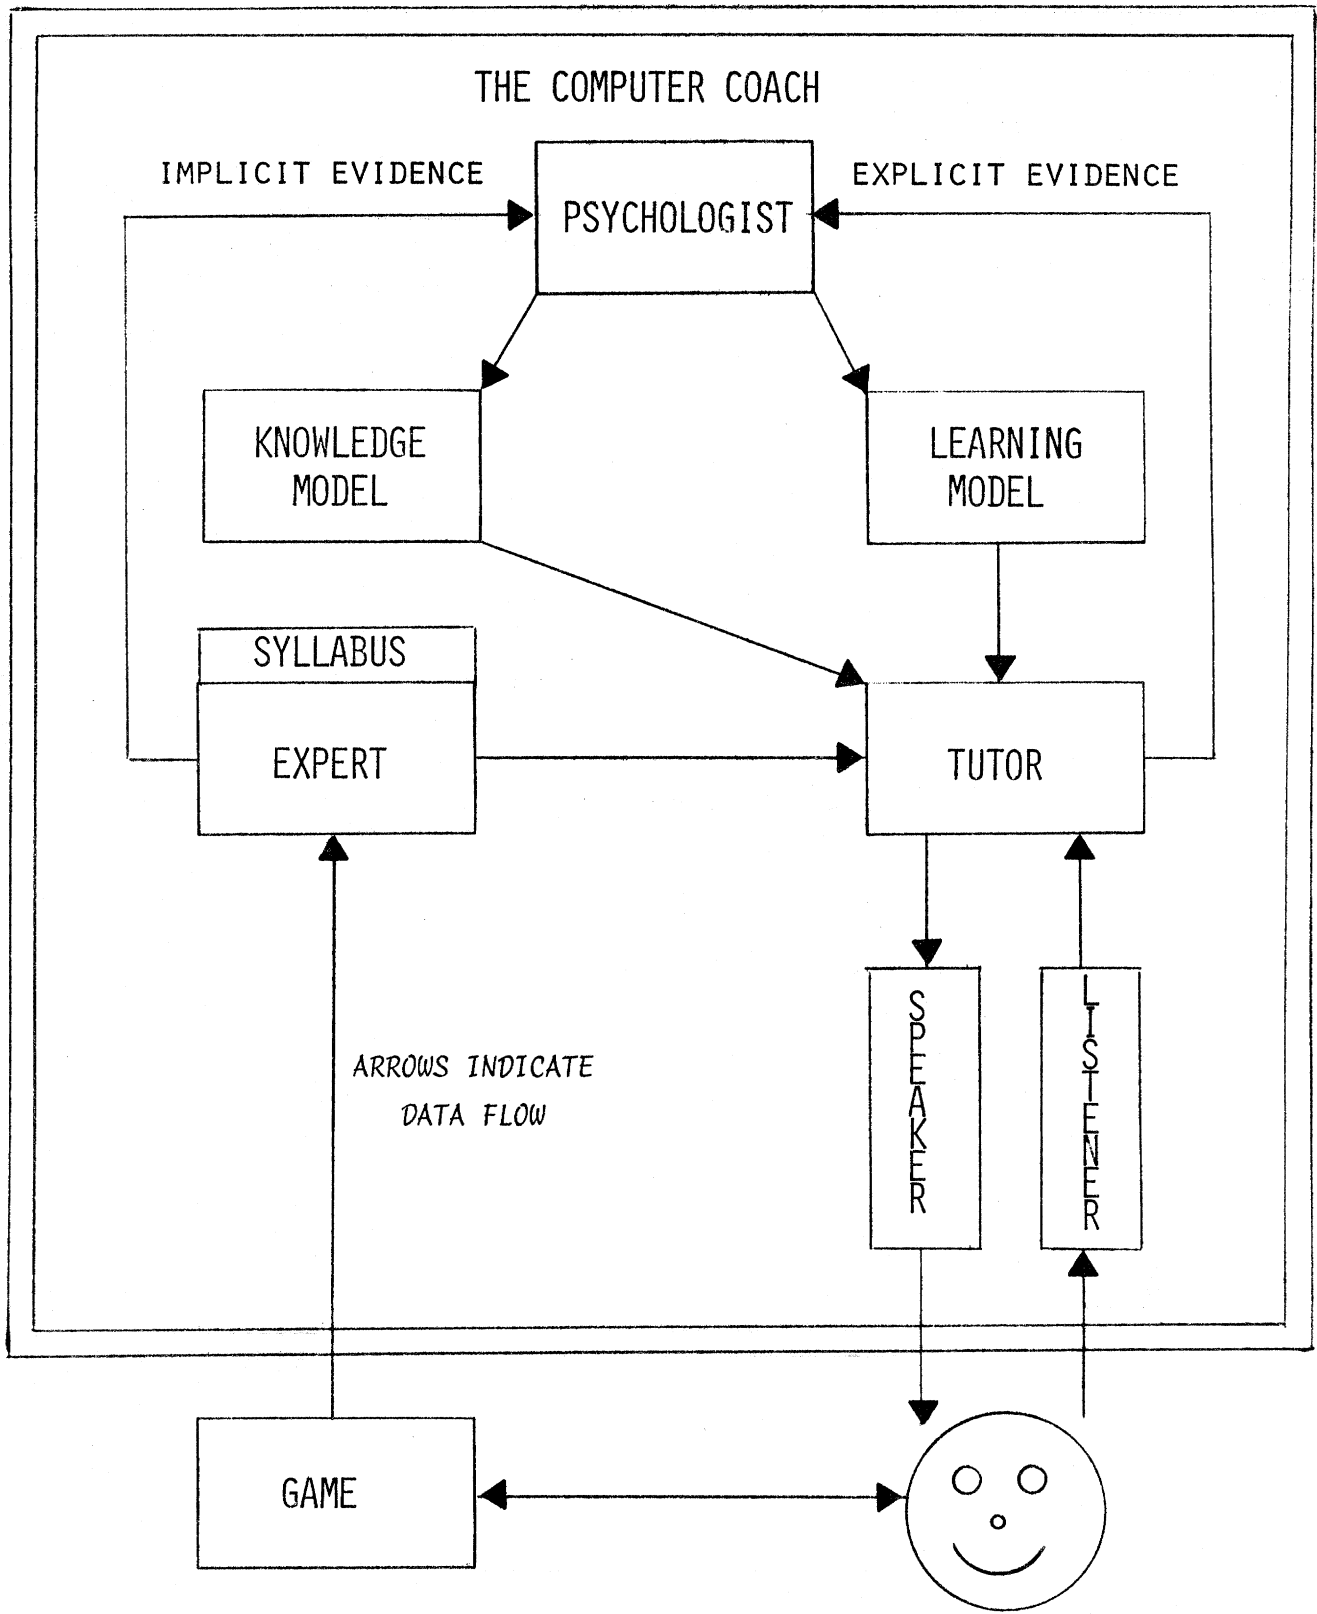 THE COMPUTER COACH
IMPLICIT EVIDENCE
EXPLICIT EVIDENCE
PSYCHOLOGIST
KNOWLEDGE
MODEL
LEARNING
MODEL
SYLLABUS
EXPERT
TUTOR
SPEAKER
LISTENER
ARROWS INDICATE
DATA FLOW
GAME